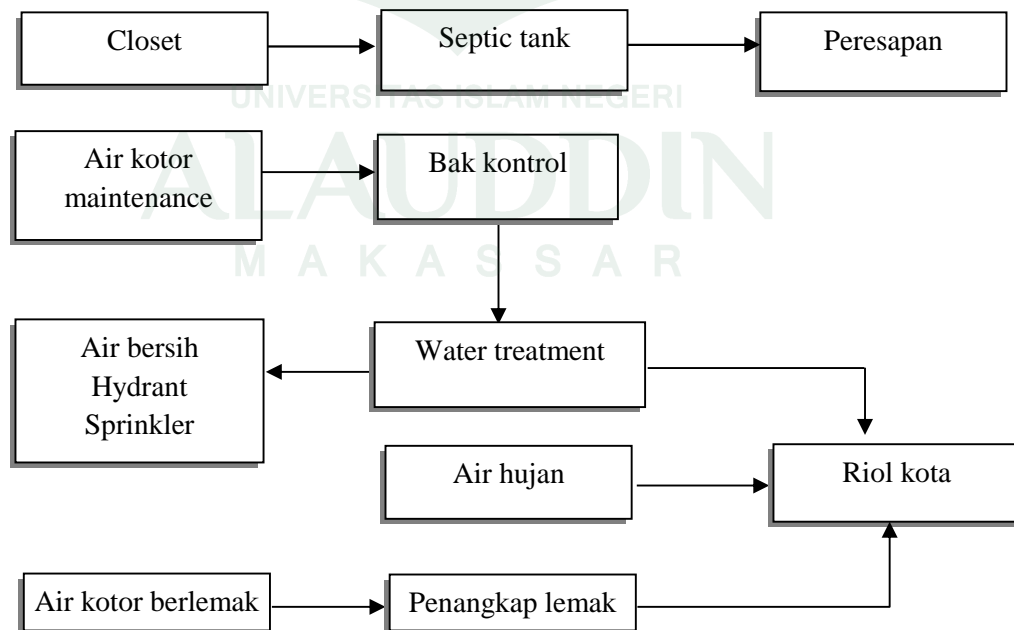 Closet
Septic tank
Peresapan
UNIVERSITAS ISLAM NEGERI
Air kotor
maintenance
Bak kontrol
ALAUDDIN
MAKASSAR
Air bersih
Hydrant
Sprinkler
Water treatment
Air hujan
Riol kota
Air kotor berlemak
Penangkap lemak